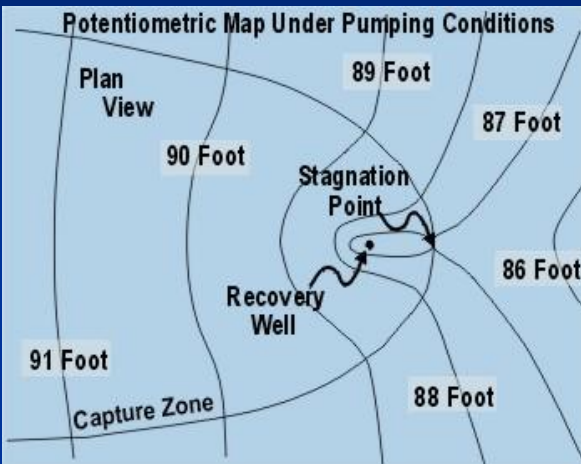 Potentiometric Map Under Pumping Conditions
Plan
View
89 Foot
87 Foot
90 Foot
Stagnation
Point
86 Foot
Recovery
Well
91 Foot
88 Foot
Capture Zone